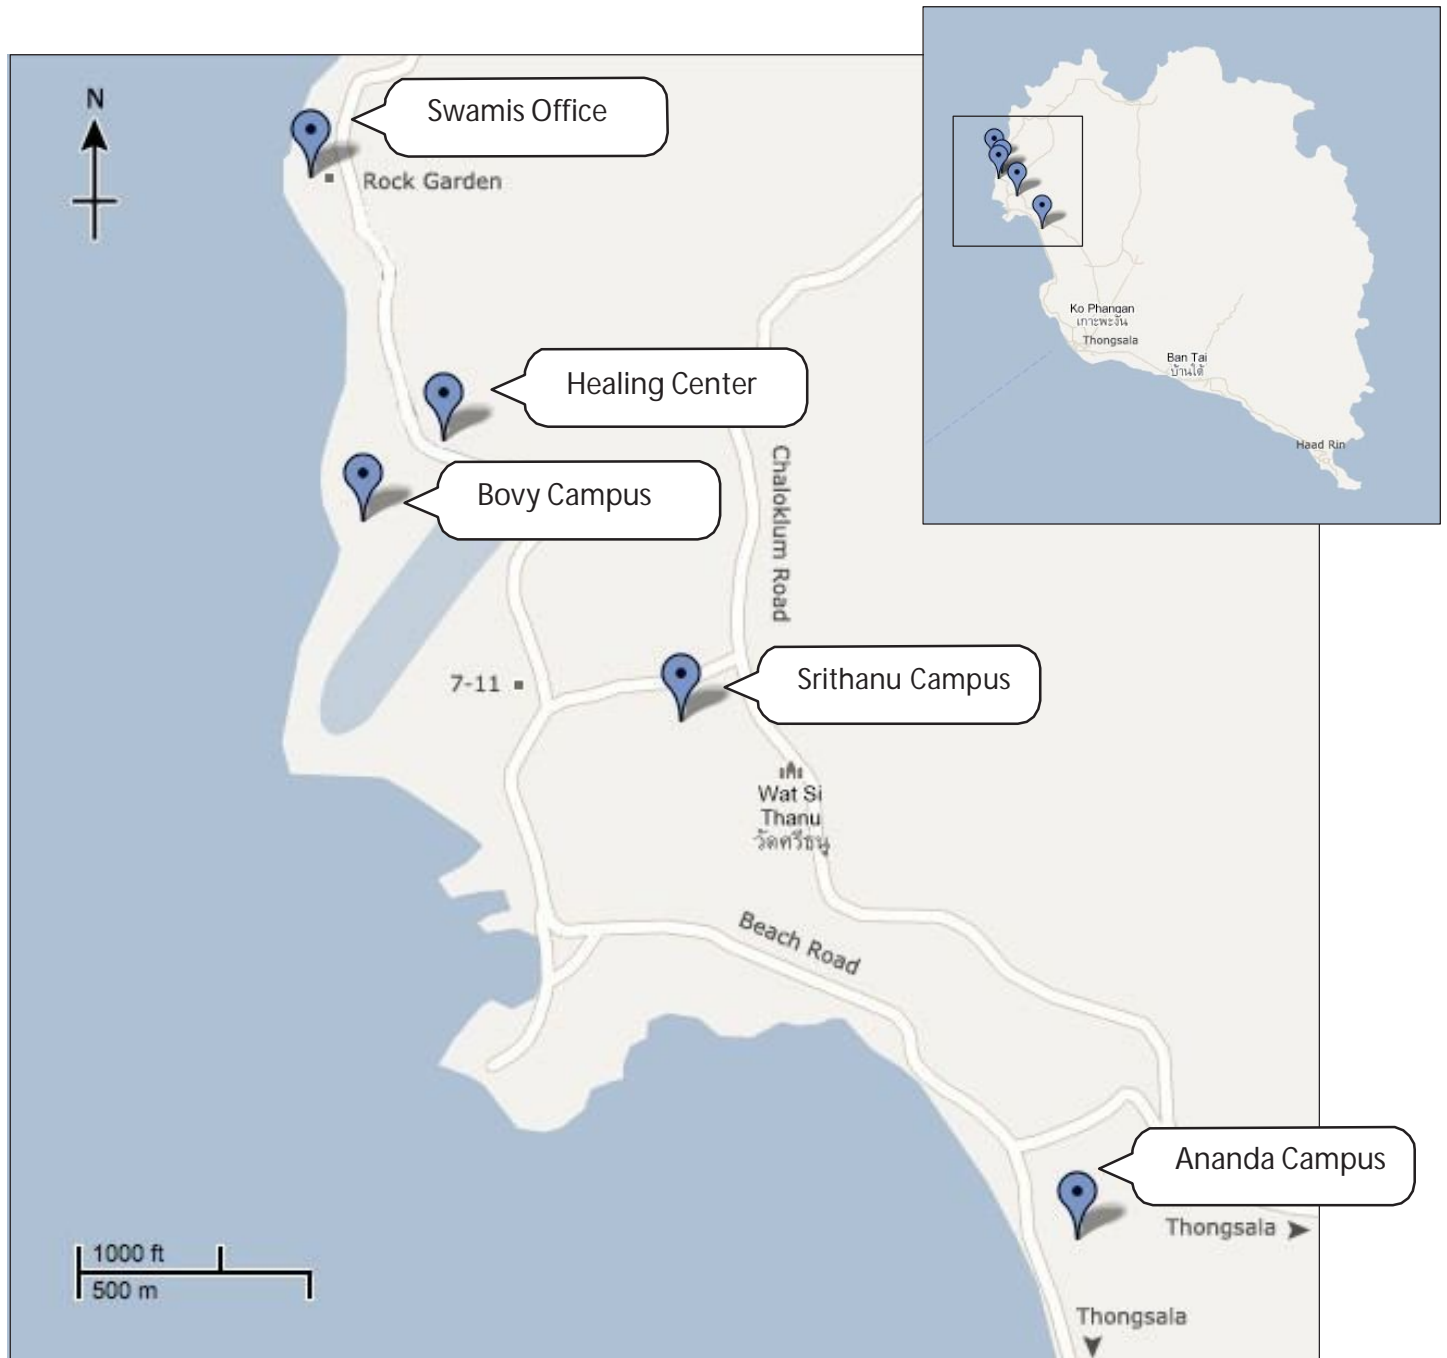 N
Swamis Office
Rock Garden
Healing Center
Bovy Campus
Chaloklum Road
7-11
Srithanu Campus
Wat Si
Thanu
วัดศรีธนู
Beach Road
Ananda Campus
Thongsala
Thongsala
1000 ft
500 m
Ko Phangan
เกาะพะงัน
Thongsala
Ban Tai
บ้านใต้
Haad Rin